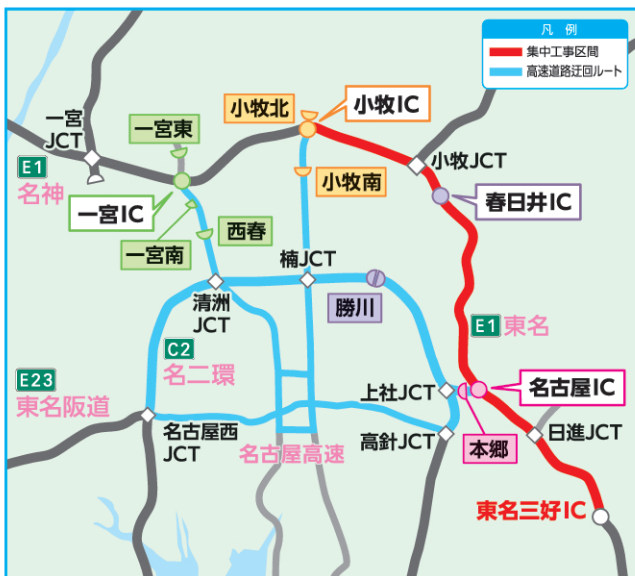 凡 例
集中工事区間
高速道路迂回ルート
小牧北
小牧IC
一宮
JCT
一宮東
小牧JCT
E1
名神
小牧南
春日井IC
一宮IC
一宮南
西春
楠JCT
清洲
JCT
勝川
E1 東名
C2
名二環
E23
東名阪道
上社JCT
名古屋IC
名古屋西
JCT
名古屋高速
高針JCT
本郷
日進JCT
東名三好IC